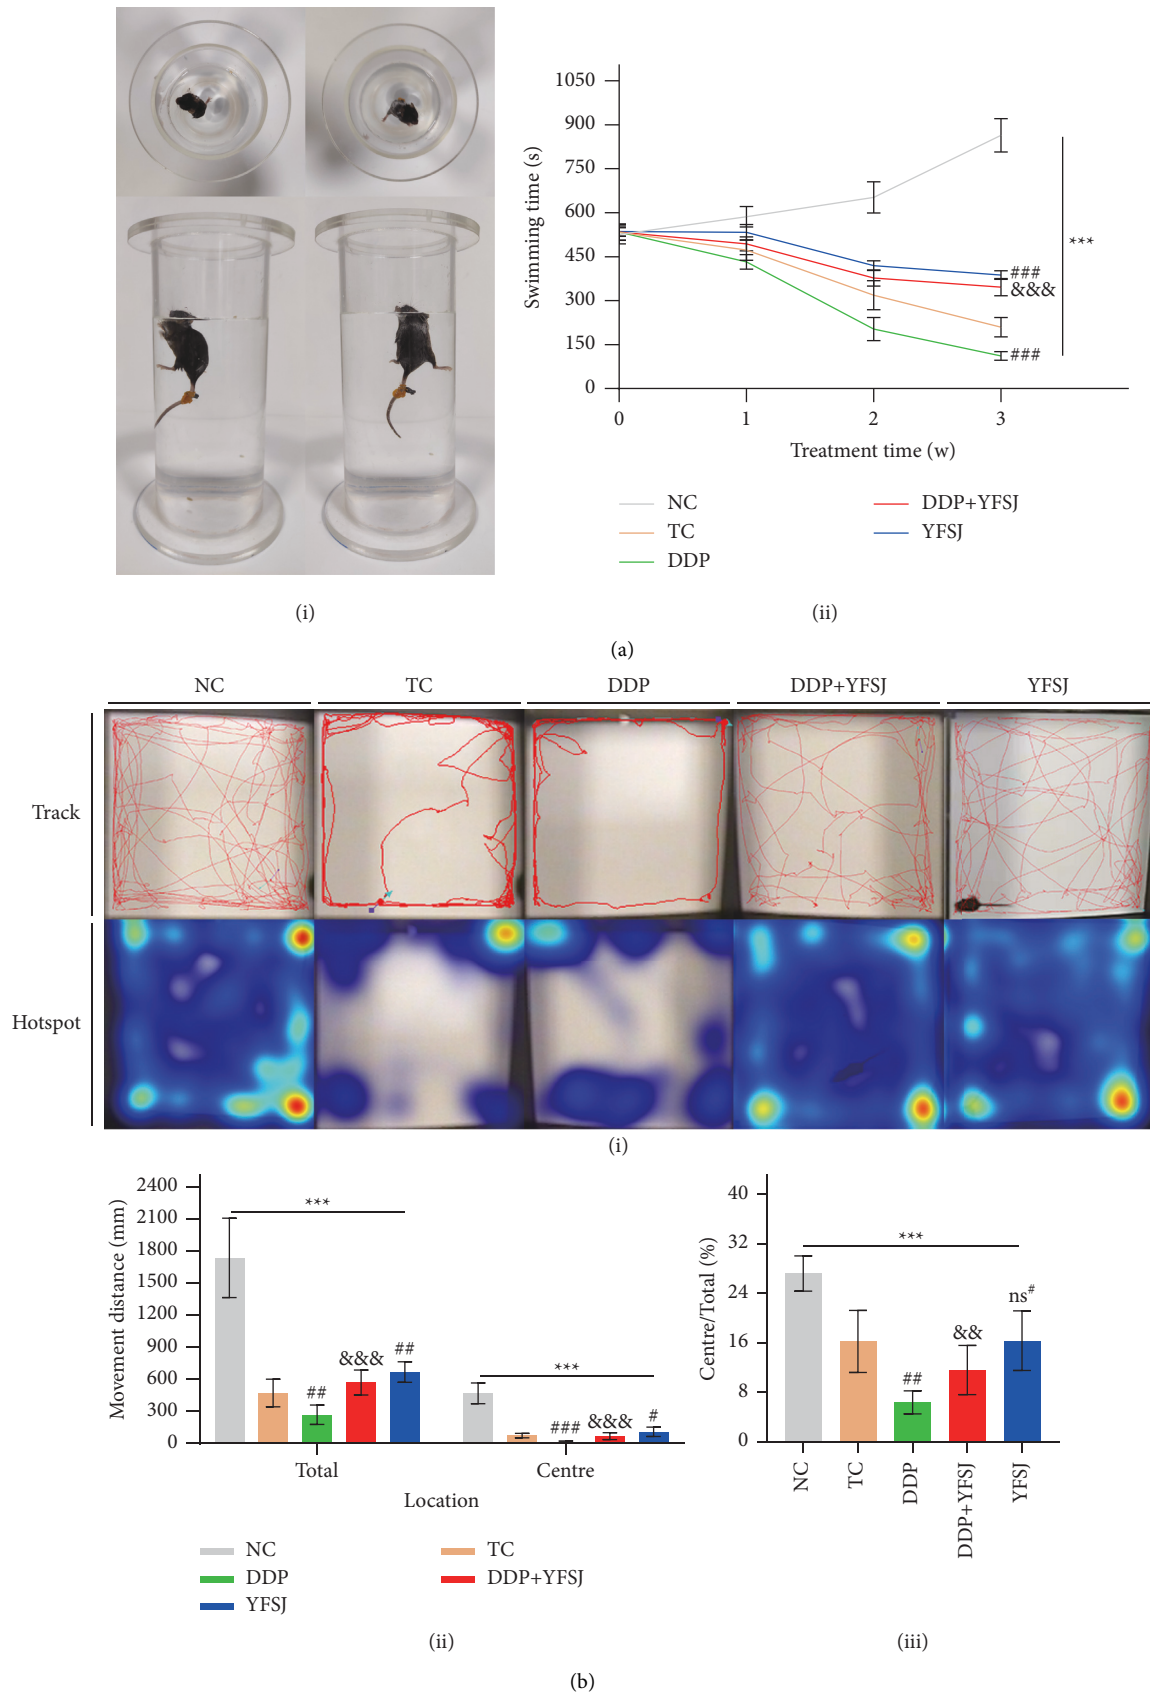 1050
900
750
600
450
300
150
0
Swimming time (s)
***
###
&&&
###
0 1 2 3
Treatment time (w)
NC
TC
DDP
DDP+YFSJ
YFSJ
(i)
(ii)
(a)
NC TC DDP DDP+YFSJ YFSJ
Track
Hotspot
(i)
2400
2100
1800
1500
1200
900
600
300
0
Movement distance (mm)
***
##
&&&
##
***
###
&&&
#
Total Centre
Location
NC
DDP
YFSJ
TC
DDP+YFSJ
(ii)
40
32
24
16
8
0
Centre/Total (%)
***
##
&&
ns#
NC
TC
DDP
DDP+YFSJ
YFSJ
(iii)
(b)